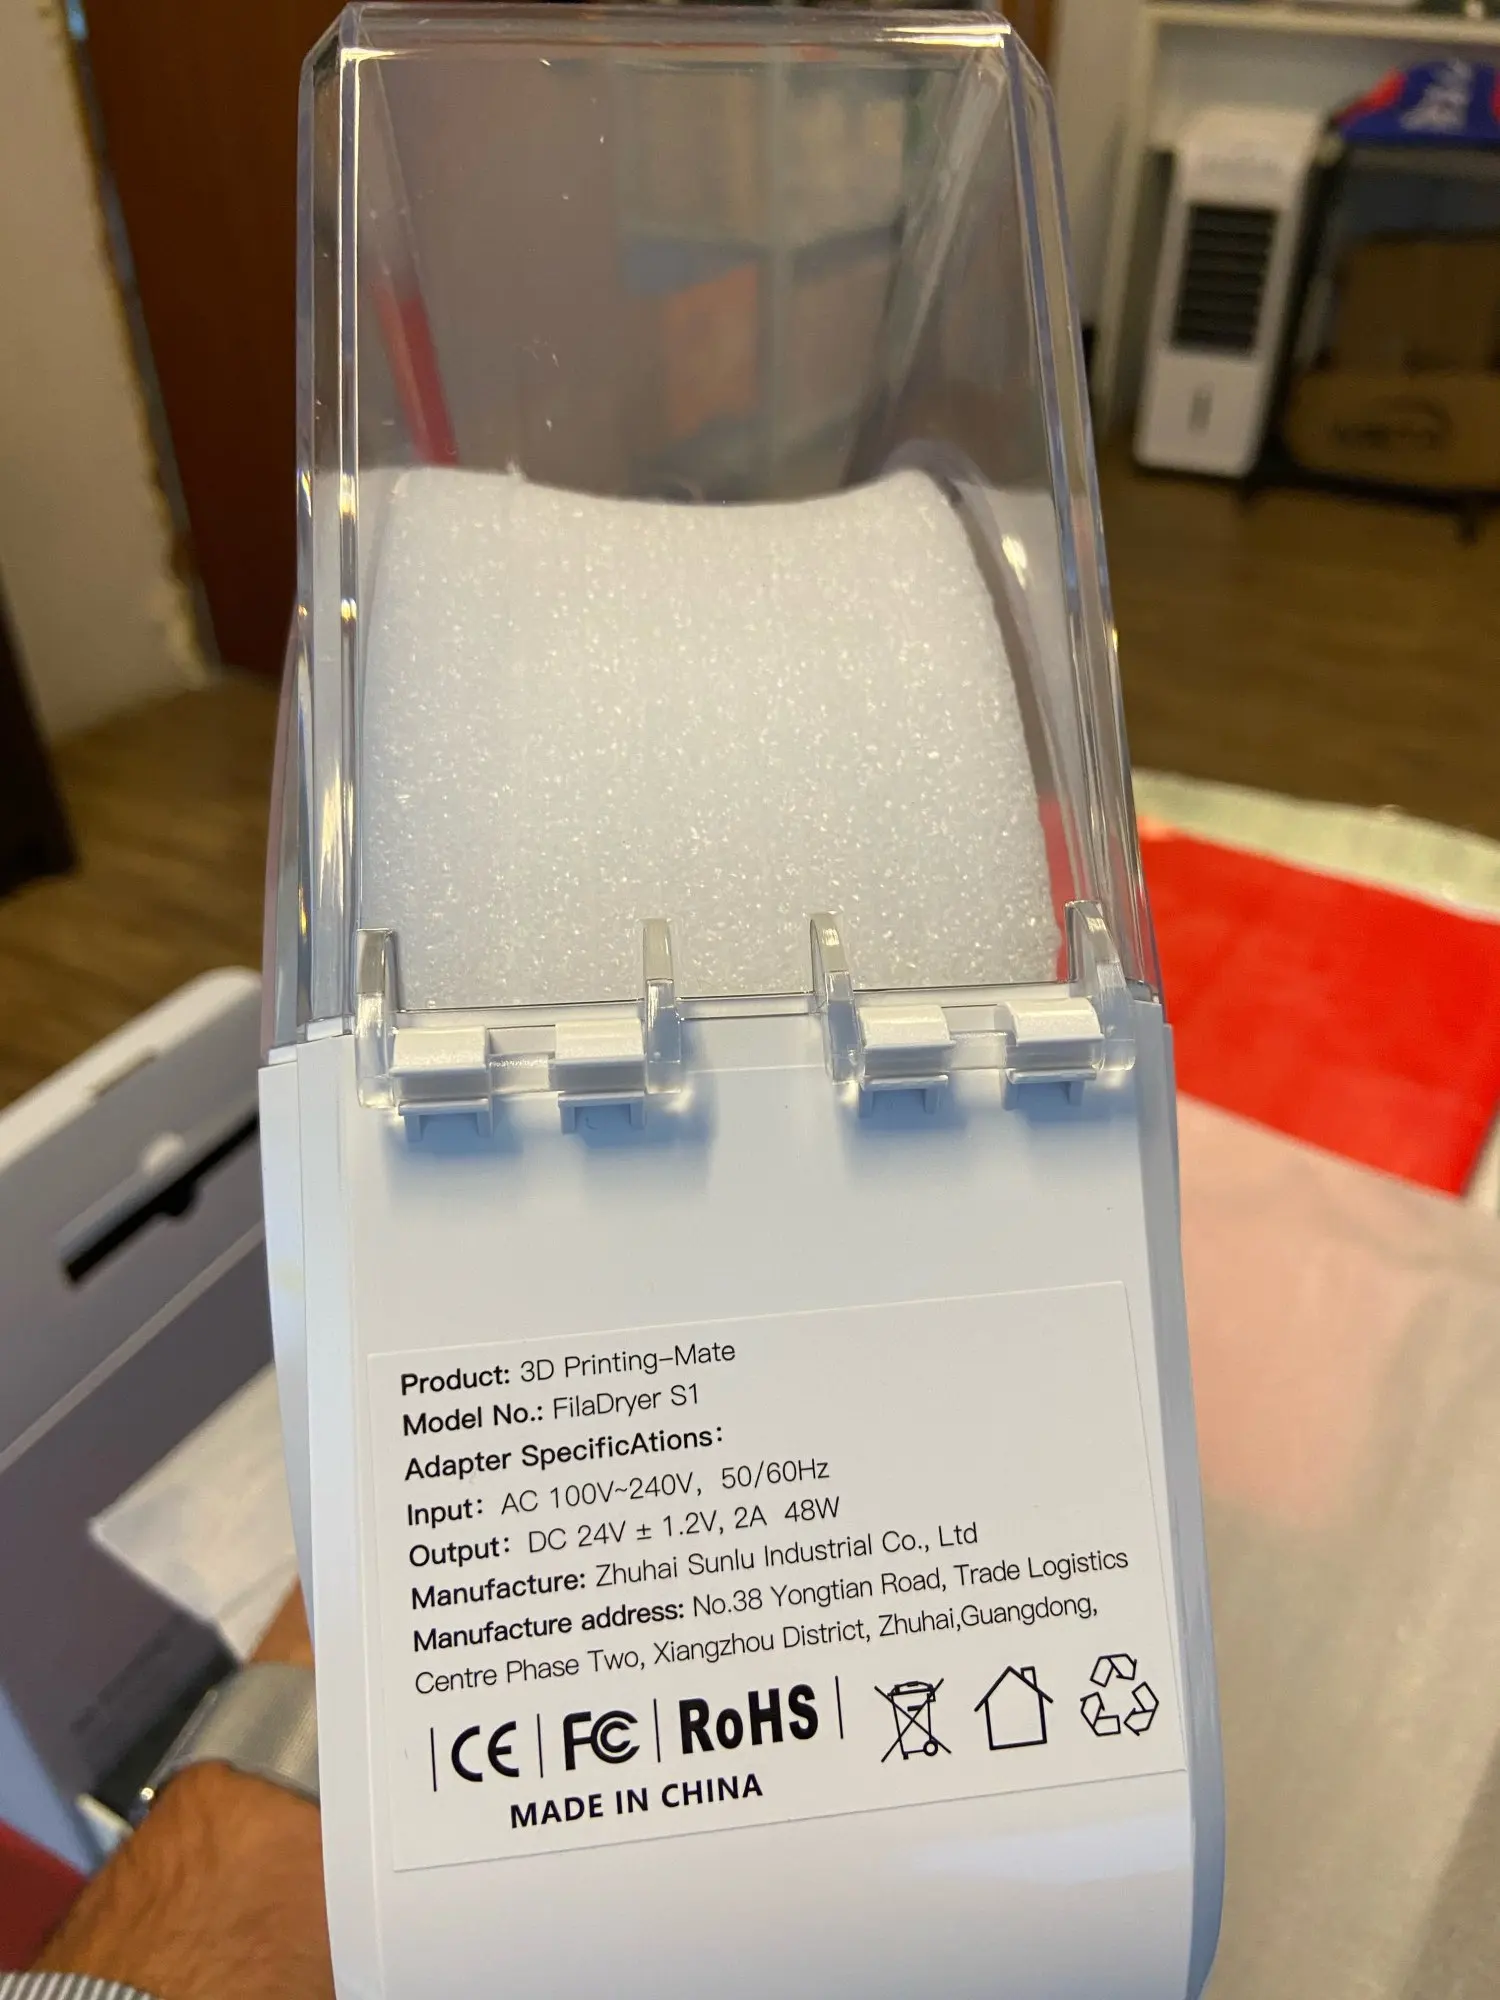 Product: 3D Printing-Mate
Model No.: FilaDryer S1
Adapter SpecificAtions:
Input: AC 100V~240V, 50/60Hz
Output: DC 24V ± 1.2V, 2A 48W
Manufacture: Zhuhai Sunlu Industrial Co., Ltd
Manufacture address: No.38 Yongtian Road, Trade Logistics
Centre Phase Two, Xiangzhou District, Zhuhai,Guangdong,
CE FC RoHS
MADE IN CHINA